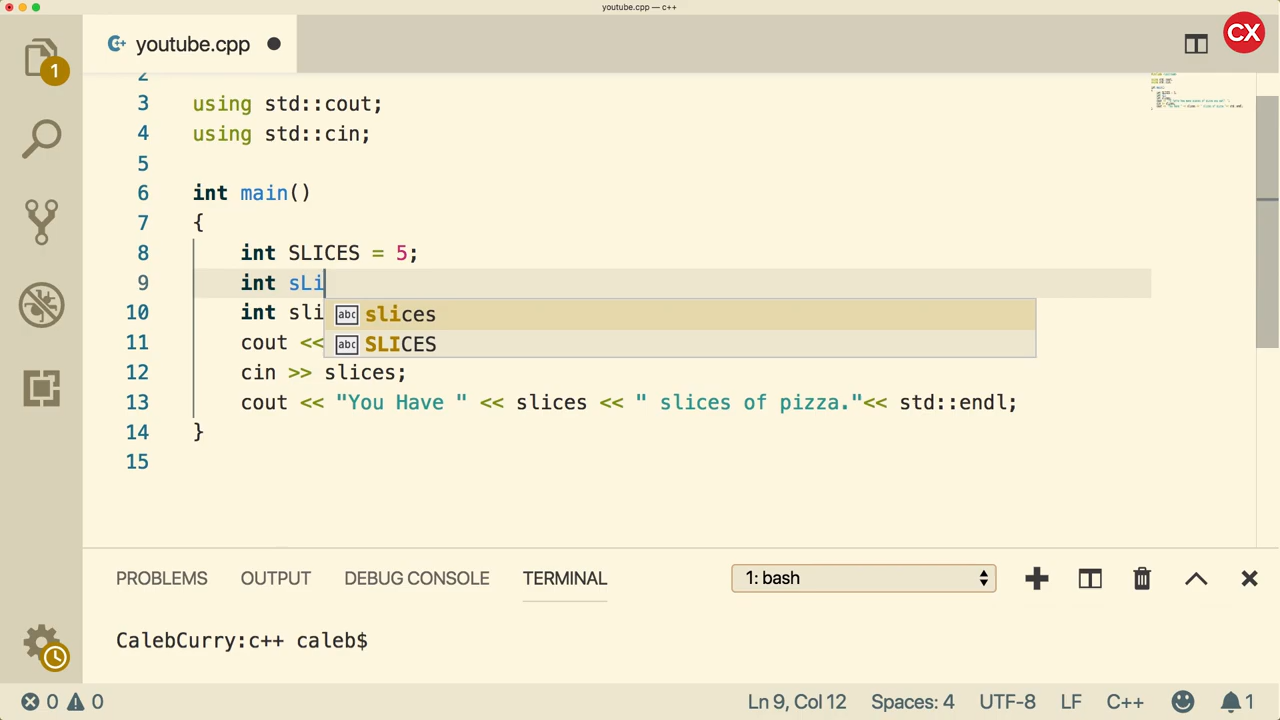 youtube.cpp — c++
CX
youtube.cpp
1
2
3 using std::cout;
4 using std::cin;
5
6 int main()
7 {
8 int SLICES = 5;
9 int sLi
abc slices
abc SLICES
10 int sli
11 cout <<
12 cin >> slices;
13 cout << "You Have " << slices << " slices of pizza."<< std::endl;
14 }
15
PROBLEMS OUTPUT DEBUG CONSOLE TERMINAL 1: bash
CalebCurry:c++ caleb$
0 0 Ln 9, Col 12 Spaces: 4 UTF-8 LF C++ 1